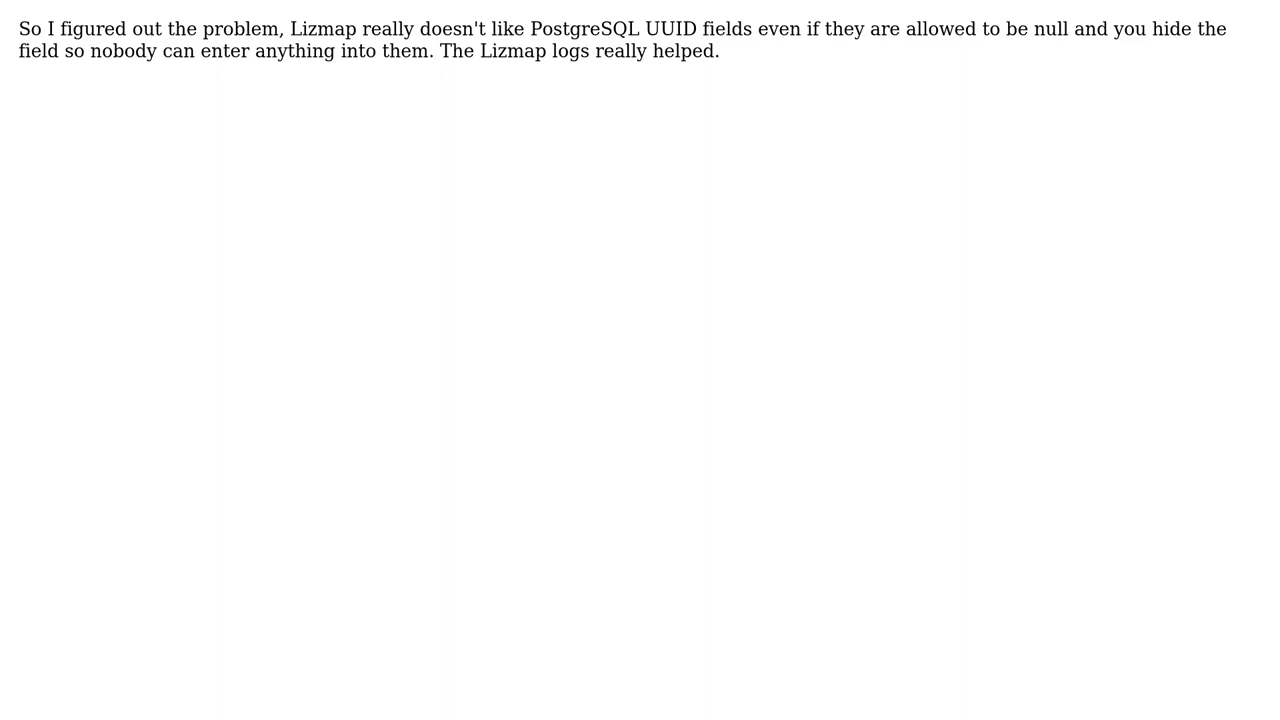 So I figured out the problem, Lizmap really doesn't like PostgreSQL UUID fields even if they are allowed to be null and you hide the
field so nobody can enter anything into them. The Lizmap logs really helped.